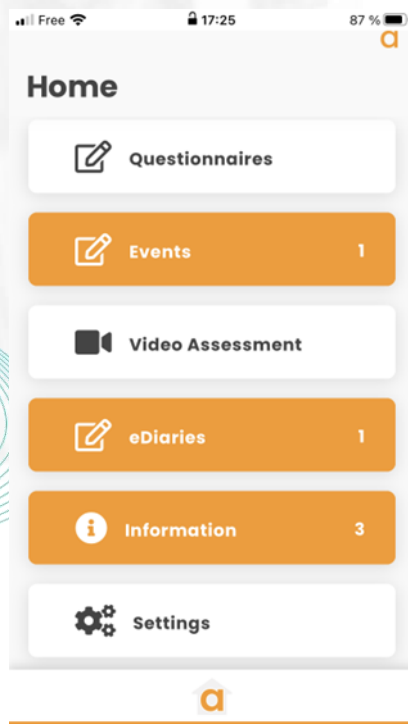 Free 17:25 87 %
a
Home
Questionnaires
Events 1
Video Assessment
eDiaries 1
i Information 3
Settings
a